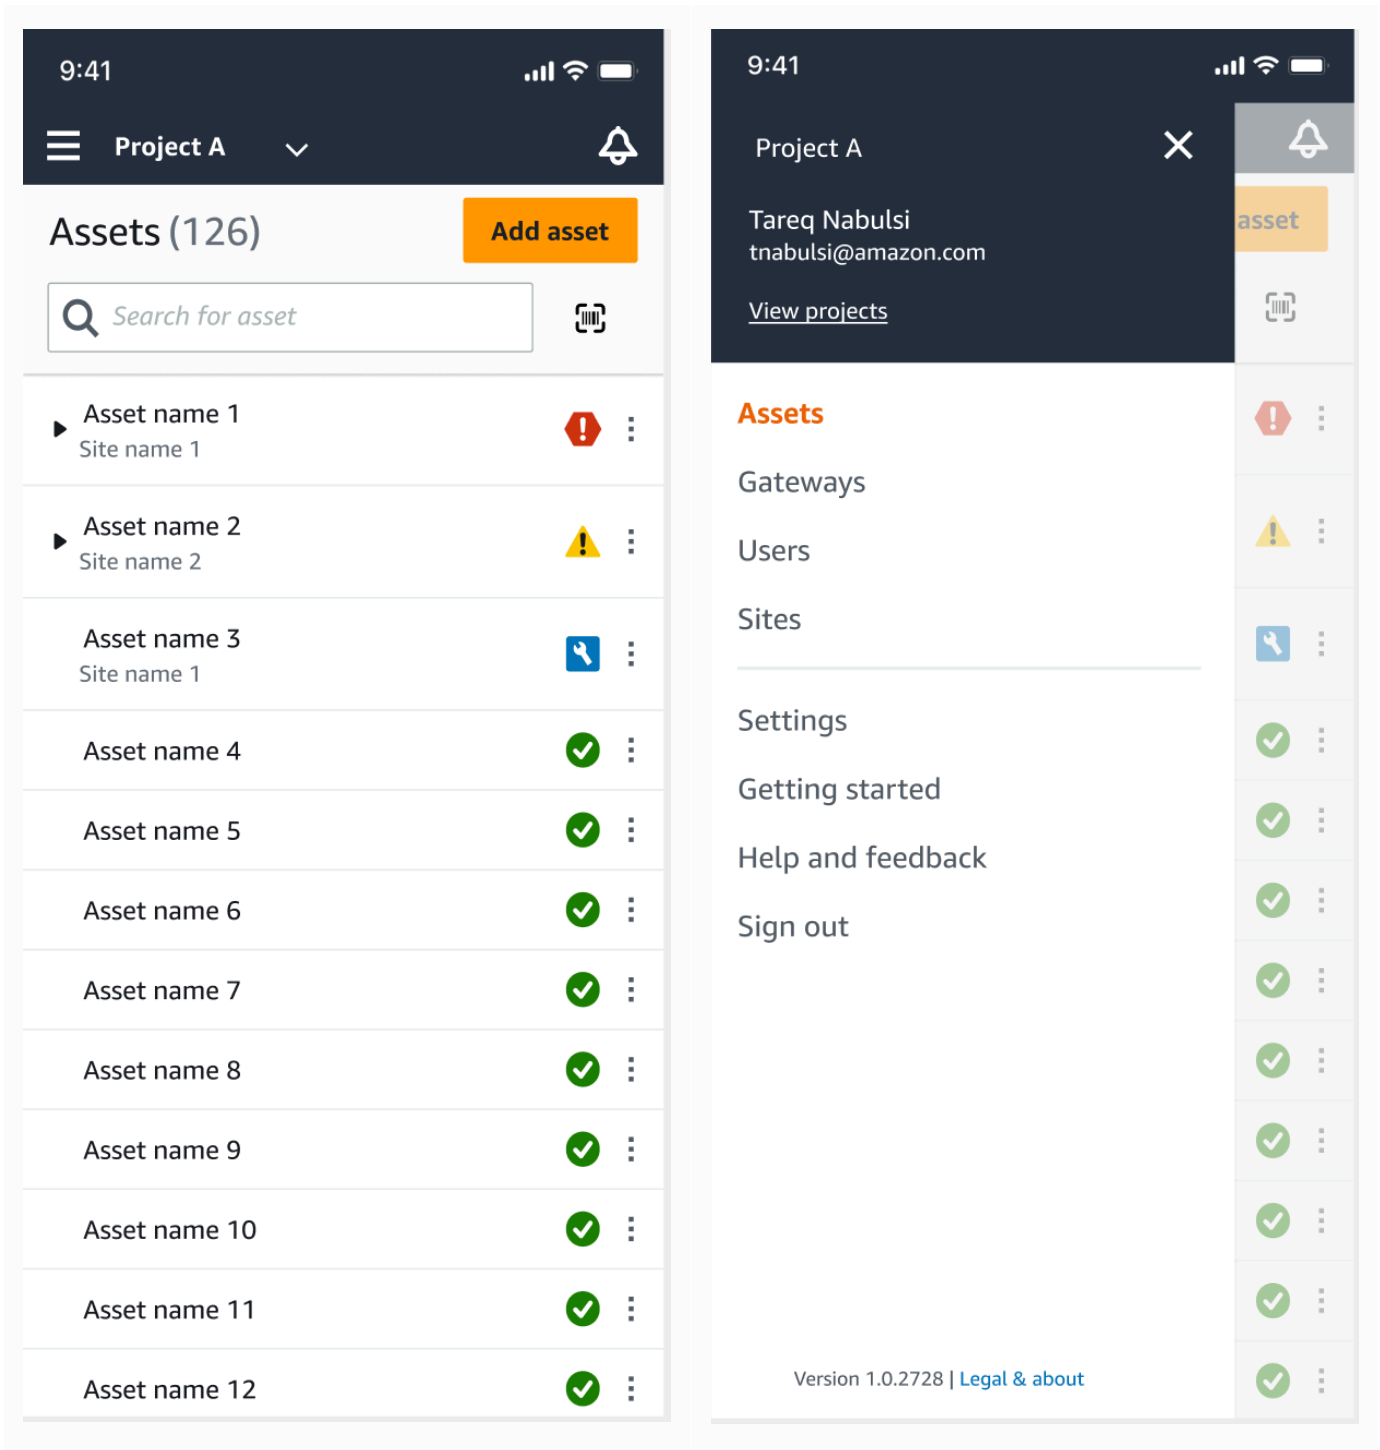 9:41
Project A
Assets (126)
Add asset
Search for asset
Asset name 1
Site name 1
Asset name 2
Site name 2
Asset name 3
Site name 1
Asset name 4
Asset name 5
Asset name 6
Asset name 7
Asset name 8
Asset name 9
Asset name 10
Asset name 11
Asset name 12
9:41
Project A
Tareq Nabulsi
tnabulsi@amazon.com
View projects
asset
Assets
Gateways
Users
Sites
Settings
Getting started
Help and feedback
Sign out
Version 1.0.2728 | Legal & about